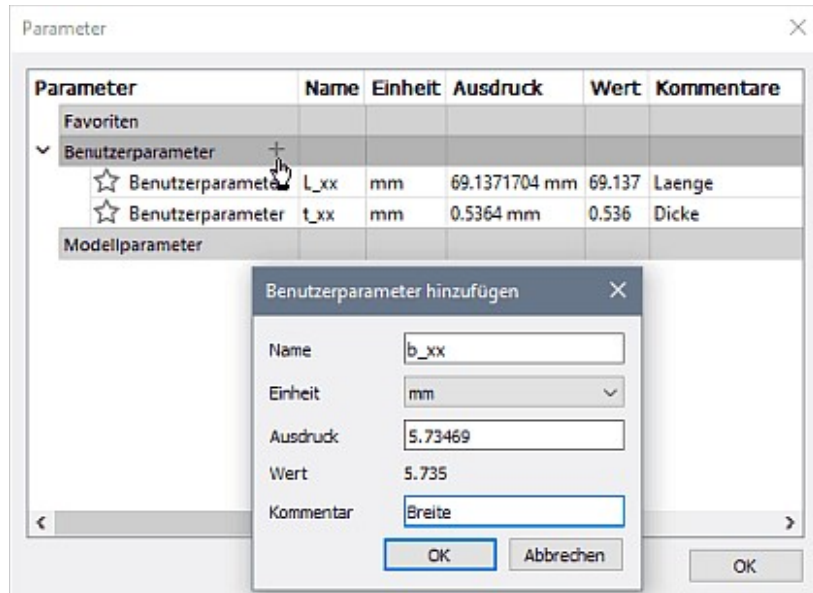 Parameter
Parameter Name Einheit Ausdruck Wert Kommentare
Favoriten
Benutzerparameter
Benutzerparameter L_xx mm 69.1371704 mm 69.137 Laenge
Benutzerparameter t_xx mm 0.5364 mm 0.536 Dicke
Modellparameter
Benutzerparameter hinzufügen
Name b_xx
Einheit mm
Ausdruck 5.73469
Wert 5.735
Kommentar Breite
OK Abbrechen
OK